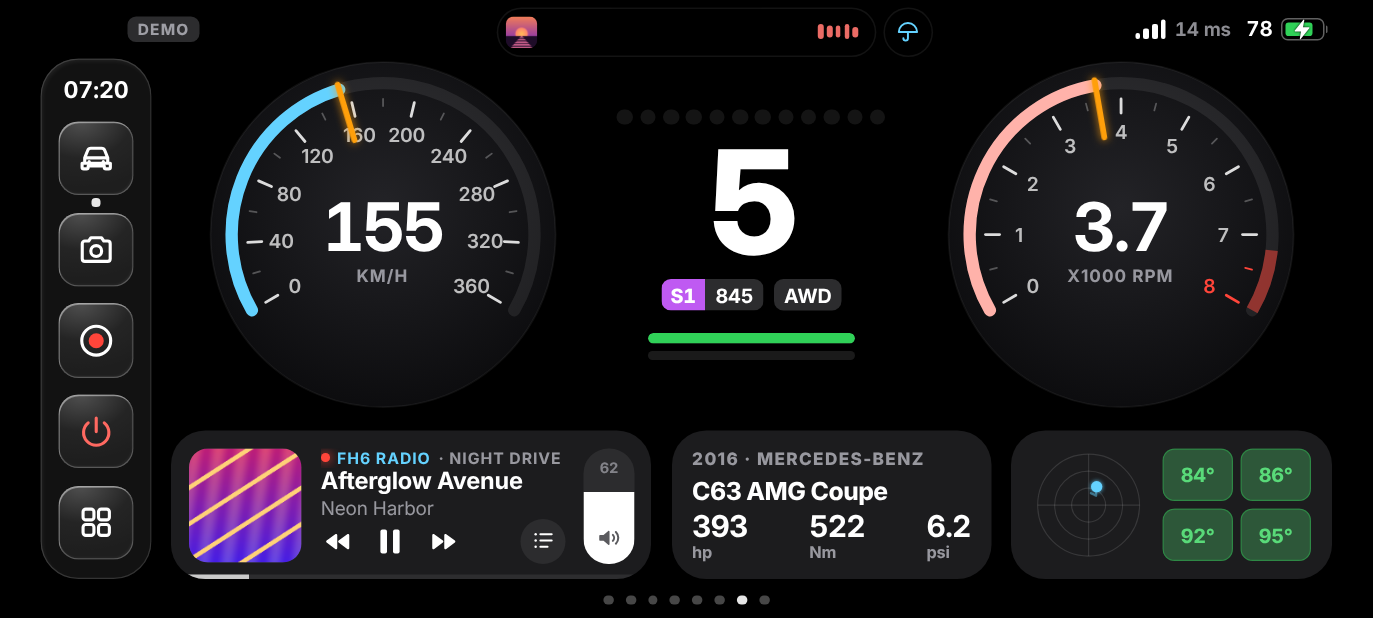 DEMO
14 ms
78
07:20
0
40
80
120
160
200
240
280
320
360
155
KM/H
5
S1 845
AWD
0
1
2
3
4
5
6
7
8
3.7
X1000 RPM
FH6 RADIO · NIGHT DRIVE
Afterglow Avenue
Neon Harbor
62
2016 · MERCEDES-BENZ
C63 AMG Coupe
393 522 6.2
hp Nm psi
84° 86°
92° 95°